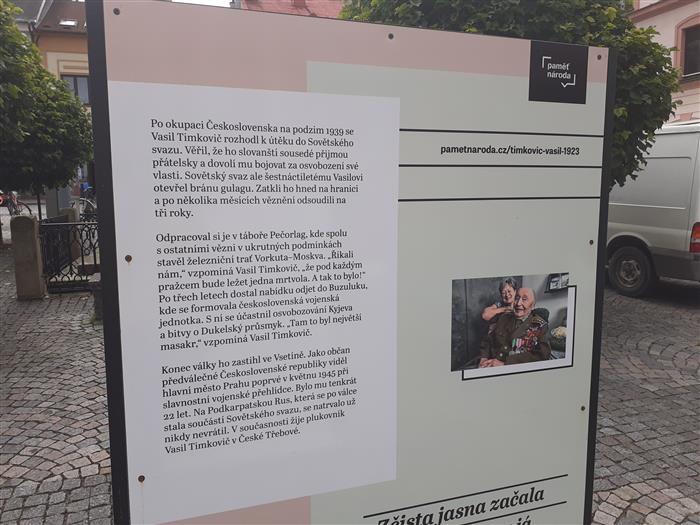 Po okupaci Československa na podzim 1939 se
Vasil Timkovič rozhodl k útěku do Sovětského
svazu. Věřil, že ho slovanští sousedé přijmou
přátelsky a dovolí mu bojovat za osvobození své
vlasti. Sovětský svaz ale šestnáctiletému Vasilovi
otevřel bránu gulagu. Zatkli ho hned na hranici
a po několika měsících věznění odsoudili na
tři roky.
Odpracoval si je v táboře Pečorlag, kde spolu
s ostatními vězni v ukrutných podmínkách
stavěl železniční trať Vorkuta–Moskva. „Říkali
nám,“ vzpomíná Vasil Timkovič, „že pod každým
pražcem bude ležet jedna mrtvola. A tak to bylo!“
Po třech letech dostal nabídku odjet do Buzuluku,
kde se formovala československá vojenská
jednotka. S ní se účastnil osvobozování Kyjeva
a bitvy o Dukelský průsmyk. „Tam to byl největší
masakr,“ vzpomíná Vasil Timkovič.
Konec války ho zastihl ve Vsetíně. Jako občan
předválečné Československé republiky viděl
hlavní město Prahu poprvé v květnu 1945 při
slavnostní vojenské přehlídce. Bylo mu tenkrát
22 let. Na Podkarpatskou Rus, která se po válce
stala součástí Sovětského svazu, se natrvalo už
nikdy nevrátil. V současnosti žije plukovník
Vasil Timkovič v České Třebové.
paměť
národa
pametnaroda.cz/timkovic-vasil-1923
Zčista jasna začala